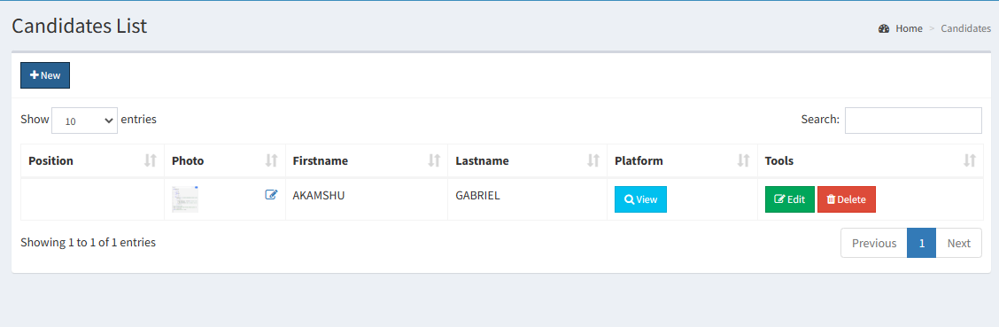 Candidates List
Home > Candidates
+ New
Show 10 entries
Search:
Position Photo Firstname Lastname Platform Tools
AKAMSHU GABRIEL View Edit Delete
Showing 1 to 1 of 1 entries
Previous 1 Next